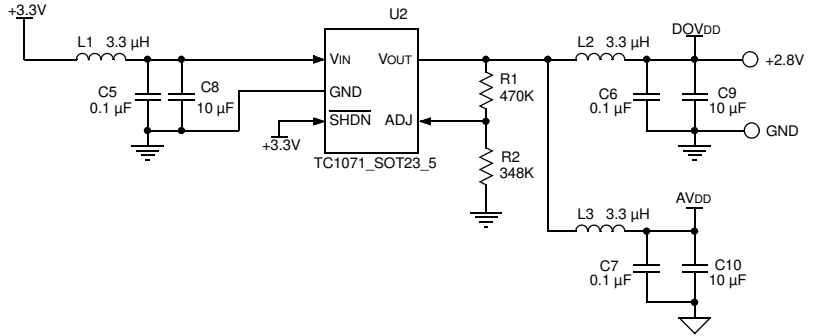 +3.3V
U2
L1 3.3 µH
VIN
VOUT
GND
SHDN
ADJ
C5
0.1 µF
C8
10 µF
+3.3V
TC1071_SOT23_5
R1
470K
R2
348K
L2 3.3 µH
DOVDD
+2.8V
C6
0.1 µF
C9
10 µF
GND
L3 3.3 µH
AVDD
C7
0.1 µF
C10
10 µF